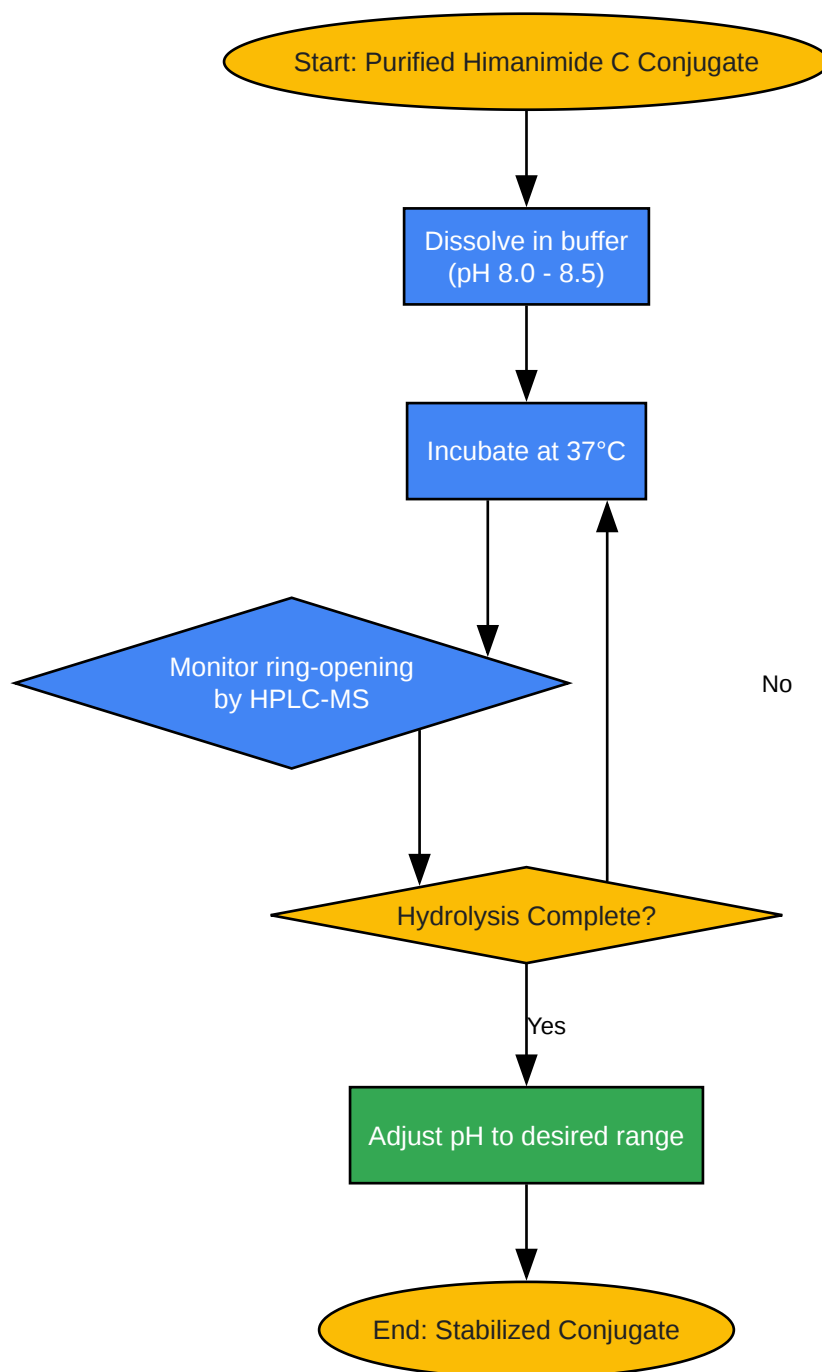 Start: Purified Himanimide C Conjugate
Dissolve in buffer
(pH 8.0 - 8.5)
Incubate at 37°C
Monitor ring-opening
by HPLC-MS
No
Hydrolysis Complete?
Yes
Adjust pH to desired range
End: Stabilized Conjugate